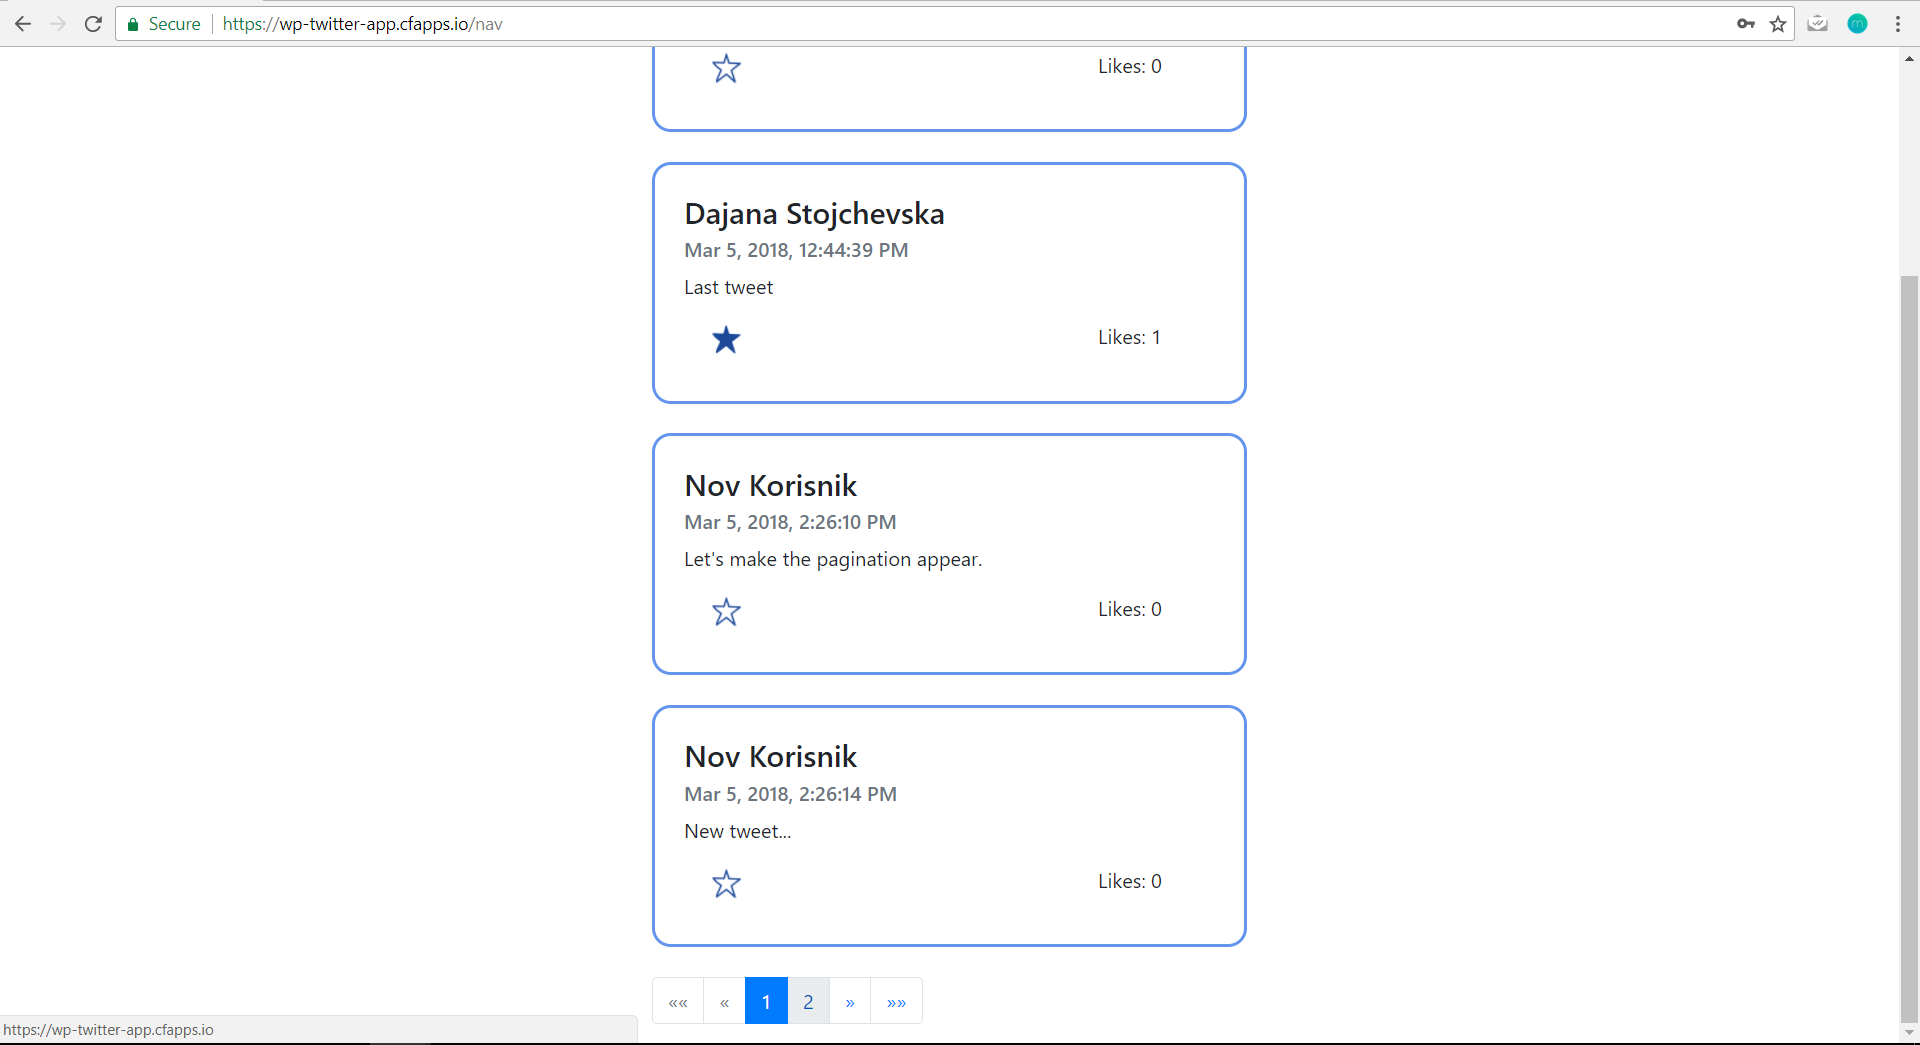 Secure https://wp-twitter-app.cfapps.io/nav
m
Likes: 0
Dajana Stojchevska
Mar 5, 2018, 12:44:39 PM
Last tweet
Likes: 1
Nov Korisnik
Mar 5, 2018, 2:26:10 PM
Let's make the pagination appear.
Likes: 0
Nov Korisnik
Mar 5, 2018, 2:26:14 PM
New tweet...
Likes: 0
«« « 1 2 » »»
https://wp-twitter-app.cfapps.io